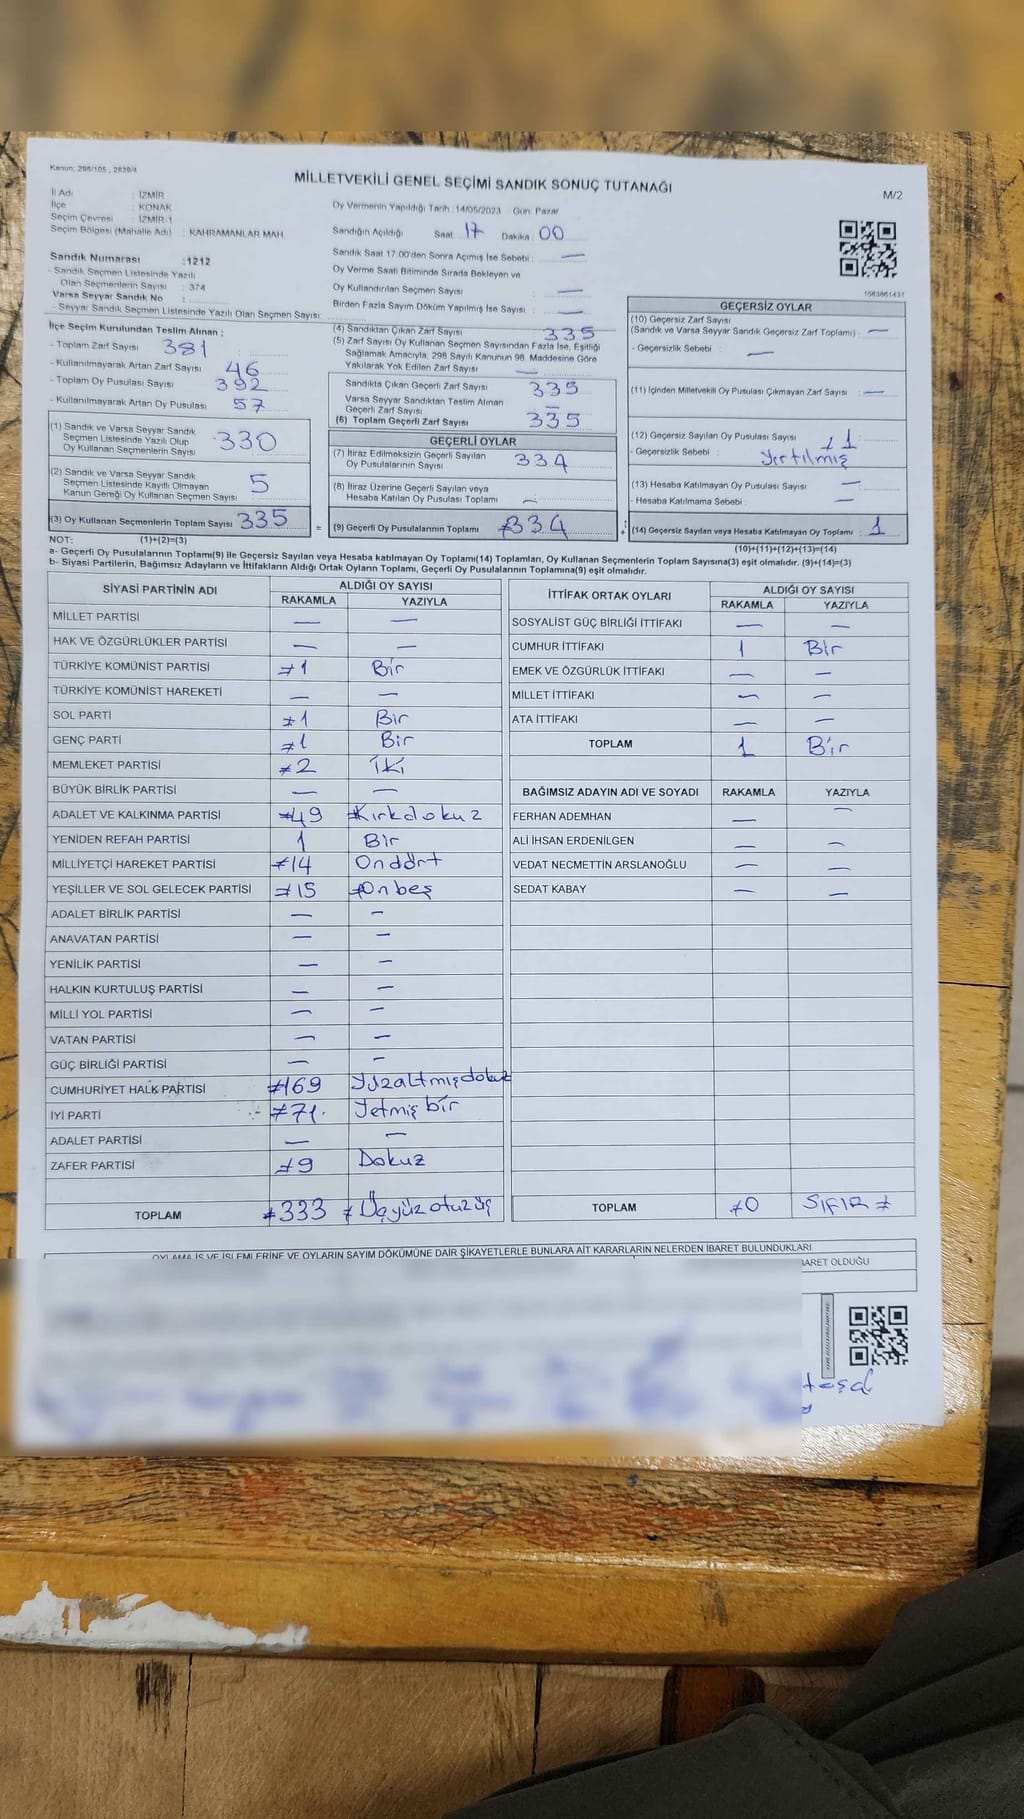 Kanun; 298/105 , 2839/4
MİLLETVEKİLİ GENEL SEÇİMİ SANDIK SONUÇ TUTANAĞI
M/2
İl Adı : İZMİR
İlçe : KONAK
Seçim Çevresi : İZMİR-1
Seçim Bölgesi (Mahalle Adı) : KAHRAMANLAR MAH
Oy Vermenin Yapıldığı Tarih :14/05/2023 Gün: Pazar
Sandığın Açıldığı Saat: 17 Dakika: 00
Sandık Saat 17:00'den Sonra Açılmış İse Sebebi : —
Oy Verme Saati Bitiminde Sırada Bekleyen ve
Oy Kullandırılan Seçmen Sayısı : —
Birden Fazla Sayım Döküm Yapılmış İse Sayısı : —
Sandık Numarası :1212
- Sandık Seçmen Listesinde Yazılı
Olan Seçmenlerin Sayısı : 374
Varsa Seyyar Sandık No :
- Seyyar Sandık Seçmen Listesinde Yazılı Olan Seçmen Sayısı:
İlçe Seçim Kurulundan Teslim Alınan ;
- Toplam Zarf Sayısı : 381
- Kullanılmayarak Artan Zarf Sayısı : 46
- Toplam Oy Pusulası Sayısı : 392
- Kullanılmayarak Artan Oy Pusulası : 57
(1) Sandık ve Varsa Seyyar Sandık
Seçmen Listesinde Yazılı Olup
Oy Kullanan Seçmenlerin Sayısı : 330
(2) Sandık ve Varsa Seyyar Sandık
Seçmen Listesinde Kayıtlı Olmayan
Kanun Gereği Oy Kullanan Seçmen Sayısı : 5
(3) Oy Kullanan Seçmenlerin Toplam Sayısı : 335
(4) Sandıktan Çıkan Zarf Sayısı : 335
(5) Zarf Sayısı Oy Kullanan Seçmen Sayısından Fazla İse, Eşitliği
Sağlamak Amacıyla, 298 Sayılı Kanunun 98. Maddesine Göre
Yakılarak Yok Edilen Zarf Sayısı : —
Sandıkta Çıkan Geçerli Zarf Sayısı : 335
Varsa Seyyar Sandıktan Teslim Alınan
Geçerli Zarf Sayısı : —
(6) Toplam Geçerli Zarf Sayısı : 335
GEÇERLİ OYLAR
(7) İtiraz Edilmeksizin Geçerli Sayılan
Oy Pusulalarının Sayısı : 334
(8) İtiraz Üzerine Geçerli Sayılan veya
Hesaba Katılan Oy Pusulası Toplamı : —
= (9) Geçerli Oy Pusulalarının Toplamı : ≠334
1063661431
GEÇERSİZ OYLAR
(10) Geçersiz Zarf Sayısı
(Sandık ve Varsa Seyyar Sandık Geçersiz Zarf Toplamı) : —
- Geçersizlik Sebebi : —
(11) İçinden Milletvekili Oy Pusulası Çıkmayan Zarf Sayısı : —
(12) Geçersiz Sayılan Oy Pusulası Sayısı : 1
- Geçersizlik Sebebi : Yırtılmış
(13) Hesaba Katılmayan Oy Pusulası Sayısı : —
- Hesaba Katılmama Sebebi : —
+ (14) Geçersiz Sayılan veya Hesaba Katılmayan Oy Toplamı : 1
NOT: (1)+(2)=(3)
(10)+(11)+(12)+(13)=(14)
a- Geçerli Oy Pusulalarının Toplamı(9) ile Geçersiz Sayılan veya Hesaba katılmayan Oy Toplamı(14) Toplamları, Oy Kullanan Seçmenlerin Toplam Sayısına(3) eşit olmalıdır. (9)+(14)=(3)
b- Siyasi Partilerin, Bağımsız Adayların ve İttifakların Aldığı Ortak Oyların Toplamı, Geçerli Oy Pusulalarının Toplamına(9) eşit olmalıdır.
SİYASİ PARTİNİN ADI ALDIĞI OY SAYISI
RAKAMLA YAZIYLA
MİLLET PARTİSİ — —
HAK VE ÖZGÜRLÜKLER PARTİSİ — —
TÜRKİYE KOMÜNİST PARTİSİ ≠1 Bir
TÜRKİYE KOMÜNİST HAREKETİ — —
SOL PARTİ ≠1 Bir
GENÇ PARTİ ≠1 Bir
MEMLEKET PARTİSİ ≠2 İki
BÜYÜK BİRLİK PARTİSİ — —
ADALET VE KALKINMA PARTİSİ ≠49 ≠Kırkdokuz
YENİDEN REFAH PARTİSİ 1 Bir
MİLLİYETÇİ HAREKET PARTİSİ ≠14 Ondört
YEŞİLLER VE SOL GELECEK PARTİSİ ≠15 ≠Onbeş
ADALET BİRLİK PARTİSİ — —
ANAVATAN PARTİSİ — —
YENİLİK PARTİSİ — —
HALKIN KURTULUŞ PARTİSİ — —
MİLLİ YOL PARTİSİ — —
VATAN PARTİSİ — —
GÜÇ BİRLİĞİ PARTİSİ — —
CUMHURİYET HALK PARTİSİ ≠169 Yüzaltmışdokuz
İYİ PARTİ ≠71. Yetmiş bir
ADALET PARTİSİ — —
ZAFER PARTİSİ ≠9 Dokuz
TOPLAM ≠333 ≠Üçyüz otuz üç
İTTİFAK ORTAK OYLARI ALDIĞI OY SAYISI
RAKAMLA YAZIYLA
SOSYALİST GÜÇ BİRLİĞİ İTTİFAKI — —
CUMHUR İTTİFAKI 1 Bir
EMEK VE ÖZGÜRLÜK İTTİFAKI — —
MİLLET İTTİFAKI — —
ATA İTTİFAKI — —
TOPLAM 1 Bir
BAĞIMSIZ ADAYIN ADI VE SOYADI RAKAMLA YAZIYLA
FERHAN ADEMHAN — —
ALİ İHSAN ERDENİLGEN — —
VEDAT NECMETTİN ARSLANOĞLU — —
SEDAT KABAY — —
TOPLAM ≠0 SIFIR ≠
OYLAMA İŞ VE İŞLEMLERİNE VE OYLARIN SAYIM DÖKÜMÜNE DAİR ŞİKAYETLERLE BUNLARA AİT KARARLARIN NELERDEN İBARET BULUNDUKLARI
BARET OLDUĞU